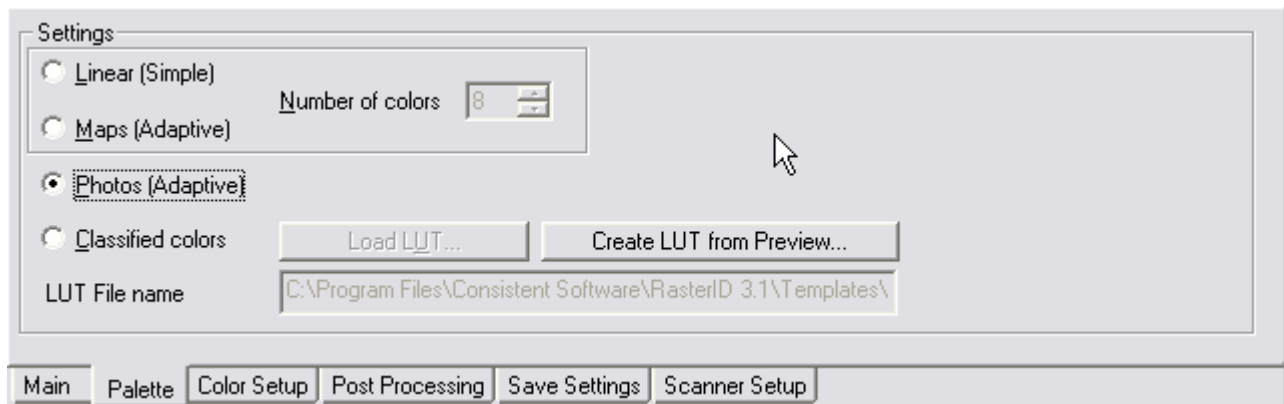 Settings
Linear (Simple)
Number of colors 8
Maps (Adaptive)
Photos (Adaptive)
Classified colors Load LUT... Create LUT from Preview...
LUT File name C:\Program Files\Consistent Software\RasterID 3.1\Templates\
Main Palette Color Setup Post Processing Save Settings Scanner Setup